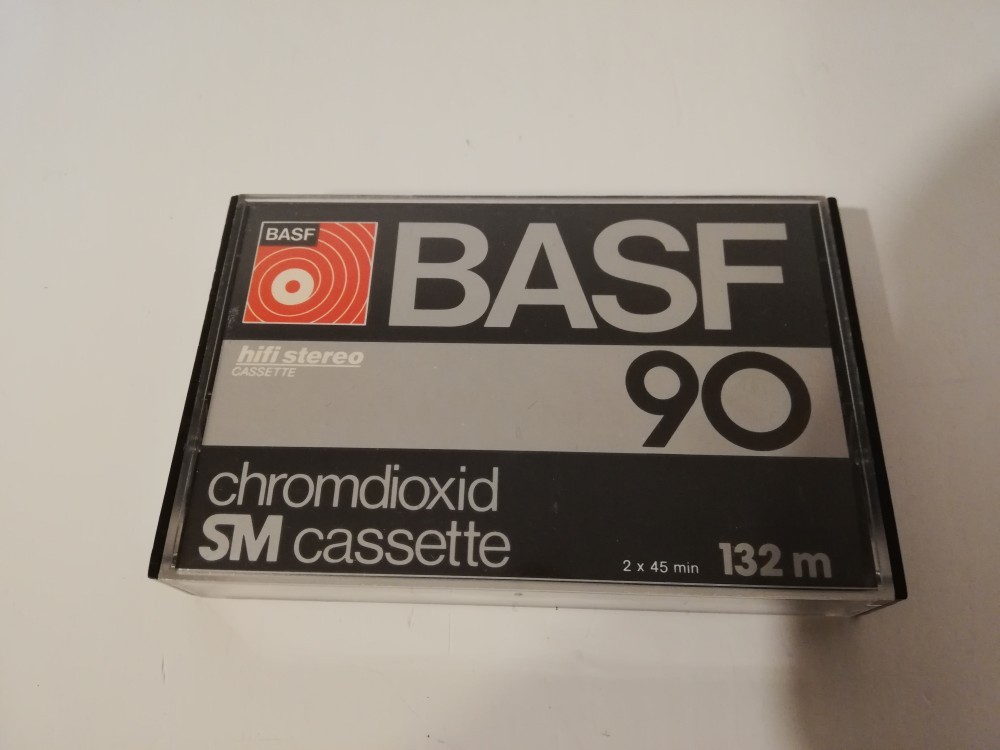 BASF
BASF
hifi stereo
CASSETTE
90
chromdioxid
SM cassette
2 x 45 min 132 m